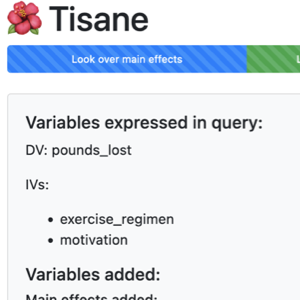 Tisane
Look over main effects
Variables expressed in query:
DV: pounds_lost
IVs:
exercise_regimen
motivation
Variables added:
Main effects added: